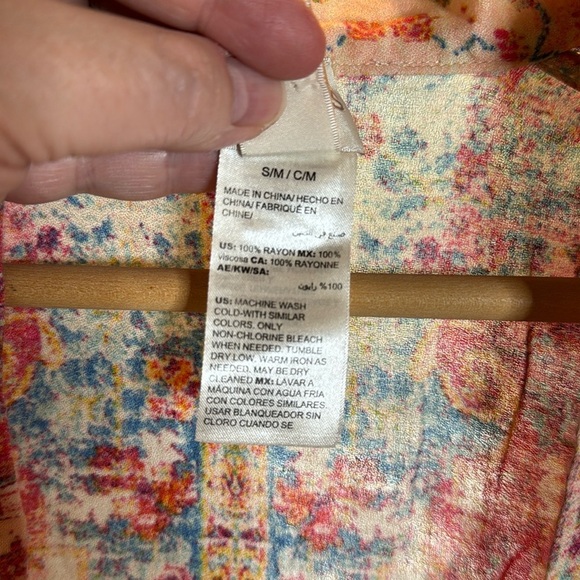 S/M / C/M
MADE IN CHINA/ HECHO EN
CHINA/ FABRIQUÉ EN
CHINE/
صنع في الصين
US: 100% RAYON MX: 100%
viscosa CA: 100% RAYONNE
AE/KW/SA:
100% رايون
US: MACHINE WASH
COLD-WITH SIMILAR
COLORS. ONLY
NON-CHLORINE BLEACH
WHEN NEEDED. TUMBLE
DRY LOW. WARM IRON AS
NEEDED. MAY BE DRY
CLEANED MX: LAVAR A
MÁQUINA CON AGUA FRIA
CON COLORES SIMILARES.
USAR BLANQUEADOR SIN
CLORO CUANDO SE